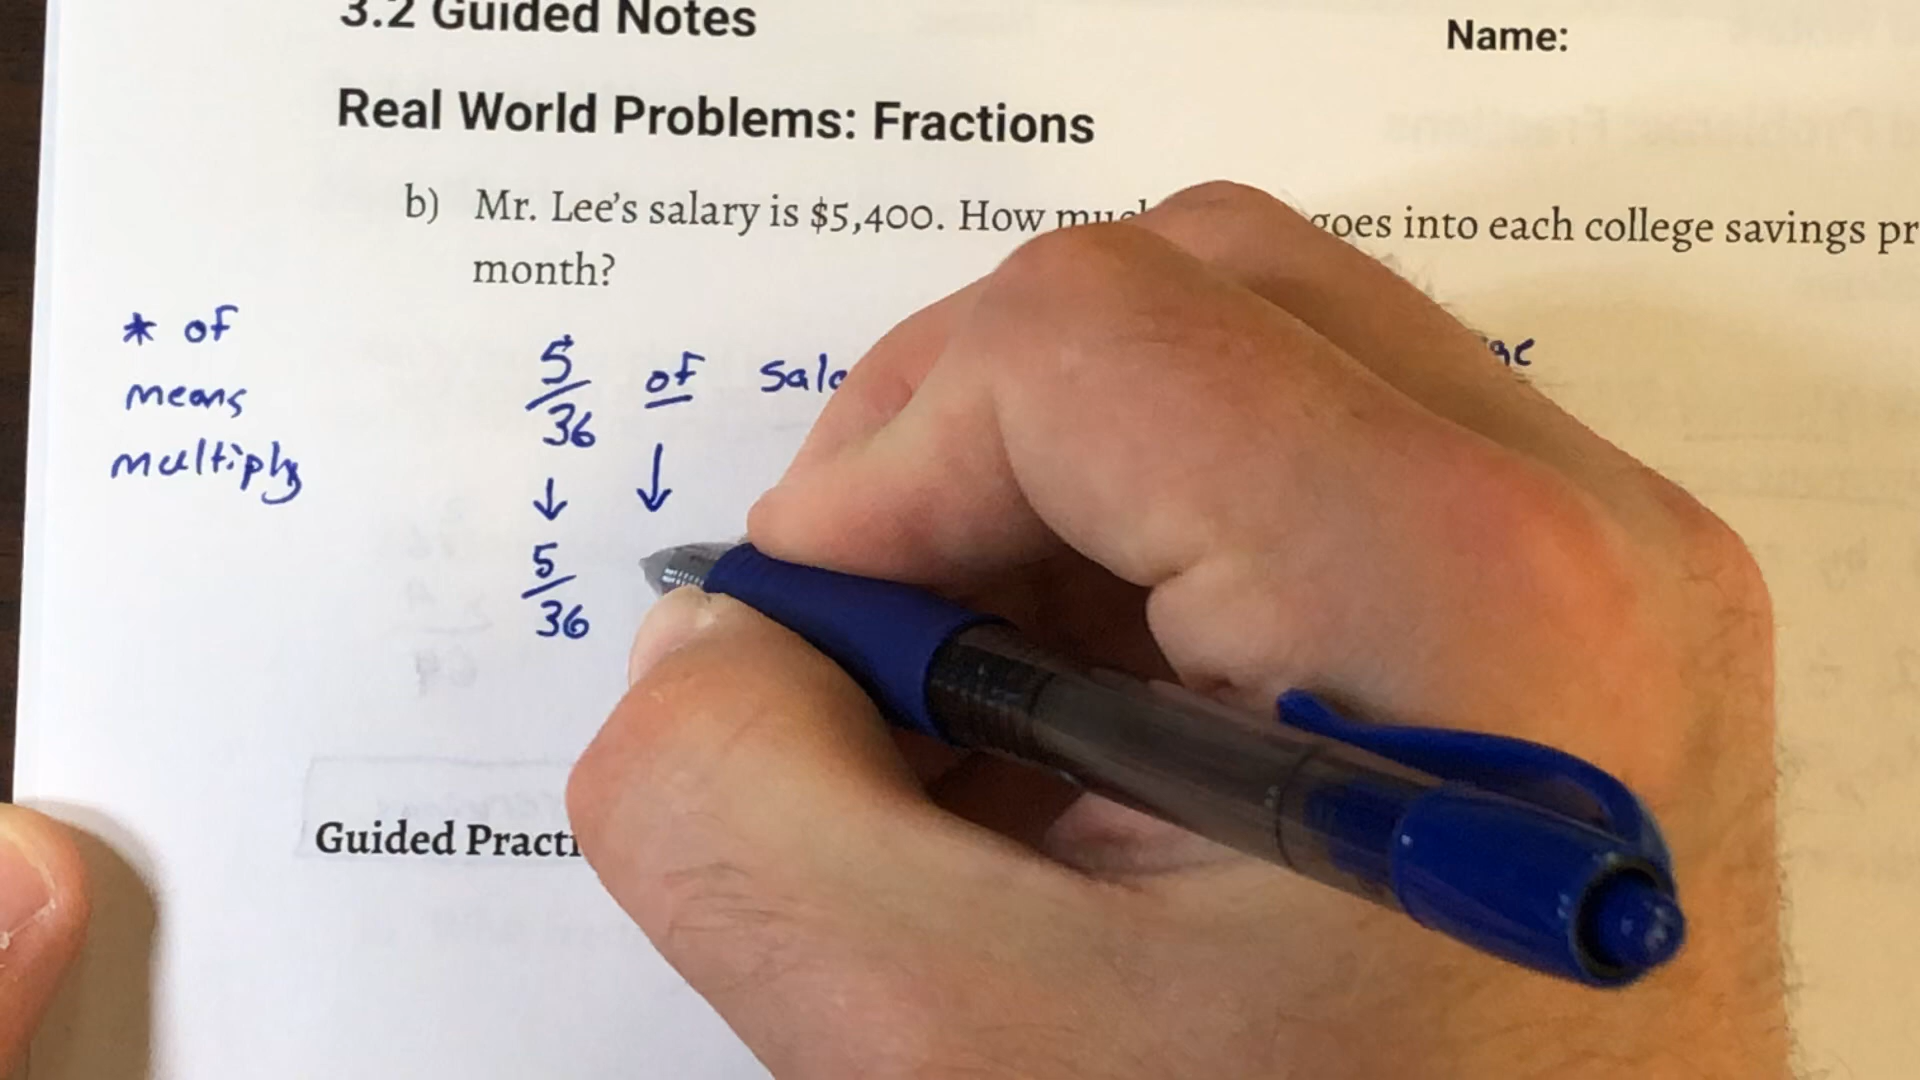 3.2 Guided Notes
Name:
Real World Problems: Fractions
b) Mr. Lee's salary is $5,400. How goes into each college savings
month?
* of
means
multiply
5/36 of
5/36
Guided